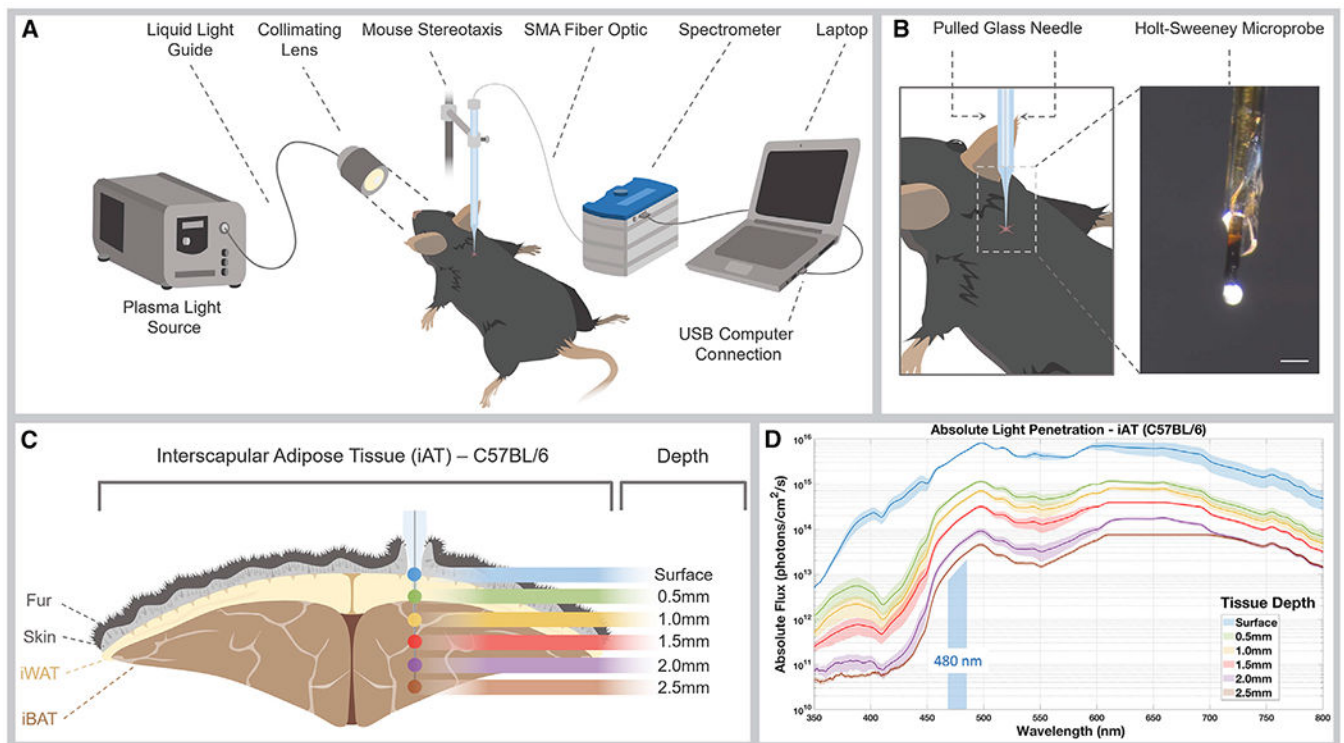 A
Liquid Light
Guide
Collimating
Lens
Mouse Stereotaxis
SMA Fiber Optic
Spectrometer
Laptop
Plasma Light
Source
USB Computer
Connection
B
Pulled Glass Needle
Holt-Sweeney Microprobe
C
Interscapular Adipose Tissue (iAT) – C57BL/6
Depth
Fur
Skin
iWAT
iBAT
Surface
0.5mm
1.0mm
1.5mm
2.0mm
2.5mm
D
Absolute Light Penetration - iAT (C57BL/6)
Absolute Flux (photons/cm²/s)
10¹⁶
10¹⁵
10¹⁴
10¹³
10¹²
10¹¹
10¹⁰
480 nm
Tissue Depth
Surface
0.5mm
1.0mm
1.5mm
2.0mm
2.5mm
350 400 450 500 550 600 650 700 750 800
Wavelength (nm)